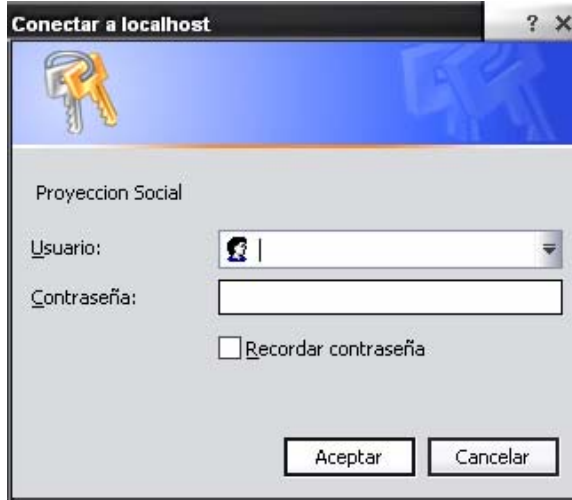 Conectar a localhost
Proyeccion Social
Usuario:
Contraseña:
Recordar contraseña
Aceptar Cancelar